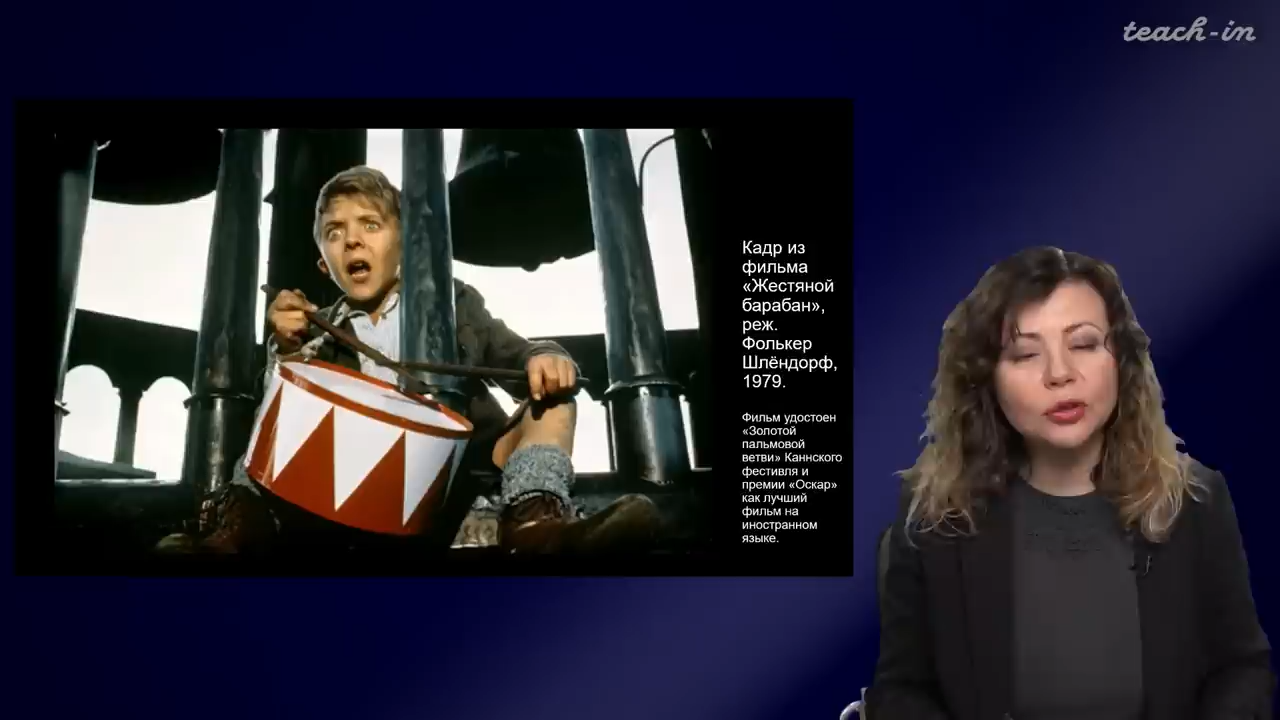 teach-in
Кадр из
фильма
«Жестяной
барабан»,
реж.
Фолькер
Шлёндорф,
1979.
Фильм удостоен
«Золотой
пальмовой
ветви» Каннского
фестивля и
премии «Оскар»
как лучший
фильм на
иностранном
языке.